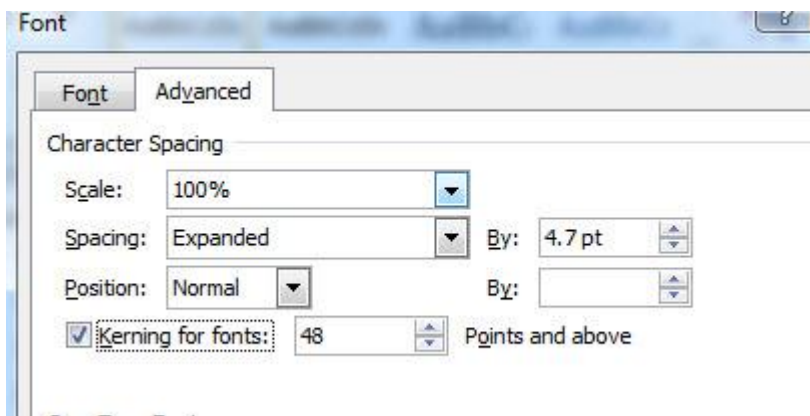 Font
Font Advanced
Character Spacing
Scale: 100%
Spacing: Expanded By: 4.7 pt
Position: Normal By:
Kerning for fonts: 48 Points and above